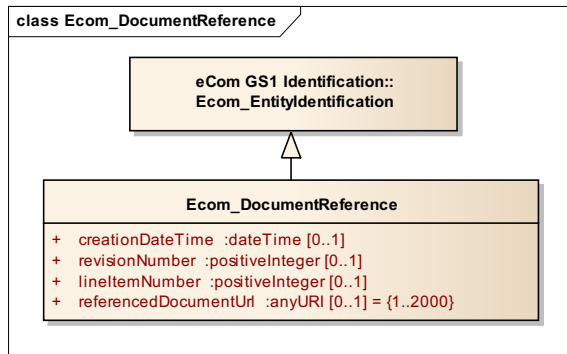 class Ecom_DocumentReference
eCom GS1 Identification::
Ecom_EntityIdentification
Ecom_DocumentReference
+ creationDateTime :dateTime [0..1]
+ revisionNumber :positiveInteger [0..1]
+ lineItemNumber :positiveInteger [0..1]
+ referencedDocumentUrl :anyURI [0..1] = {1..2000}